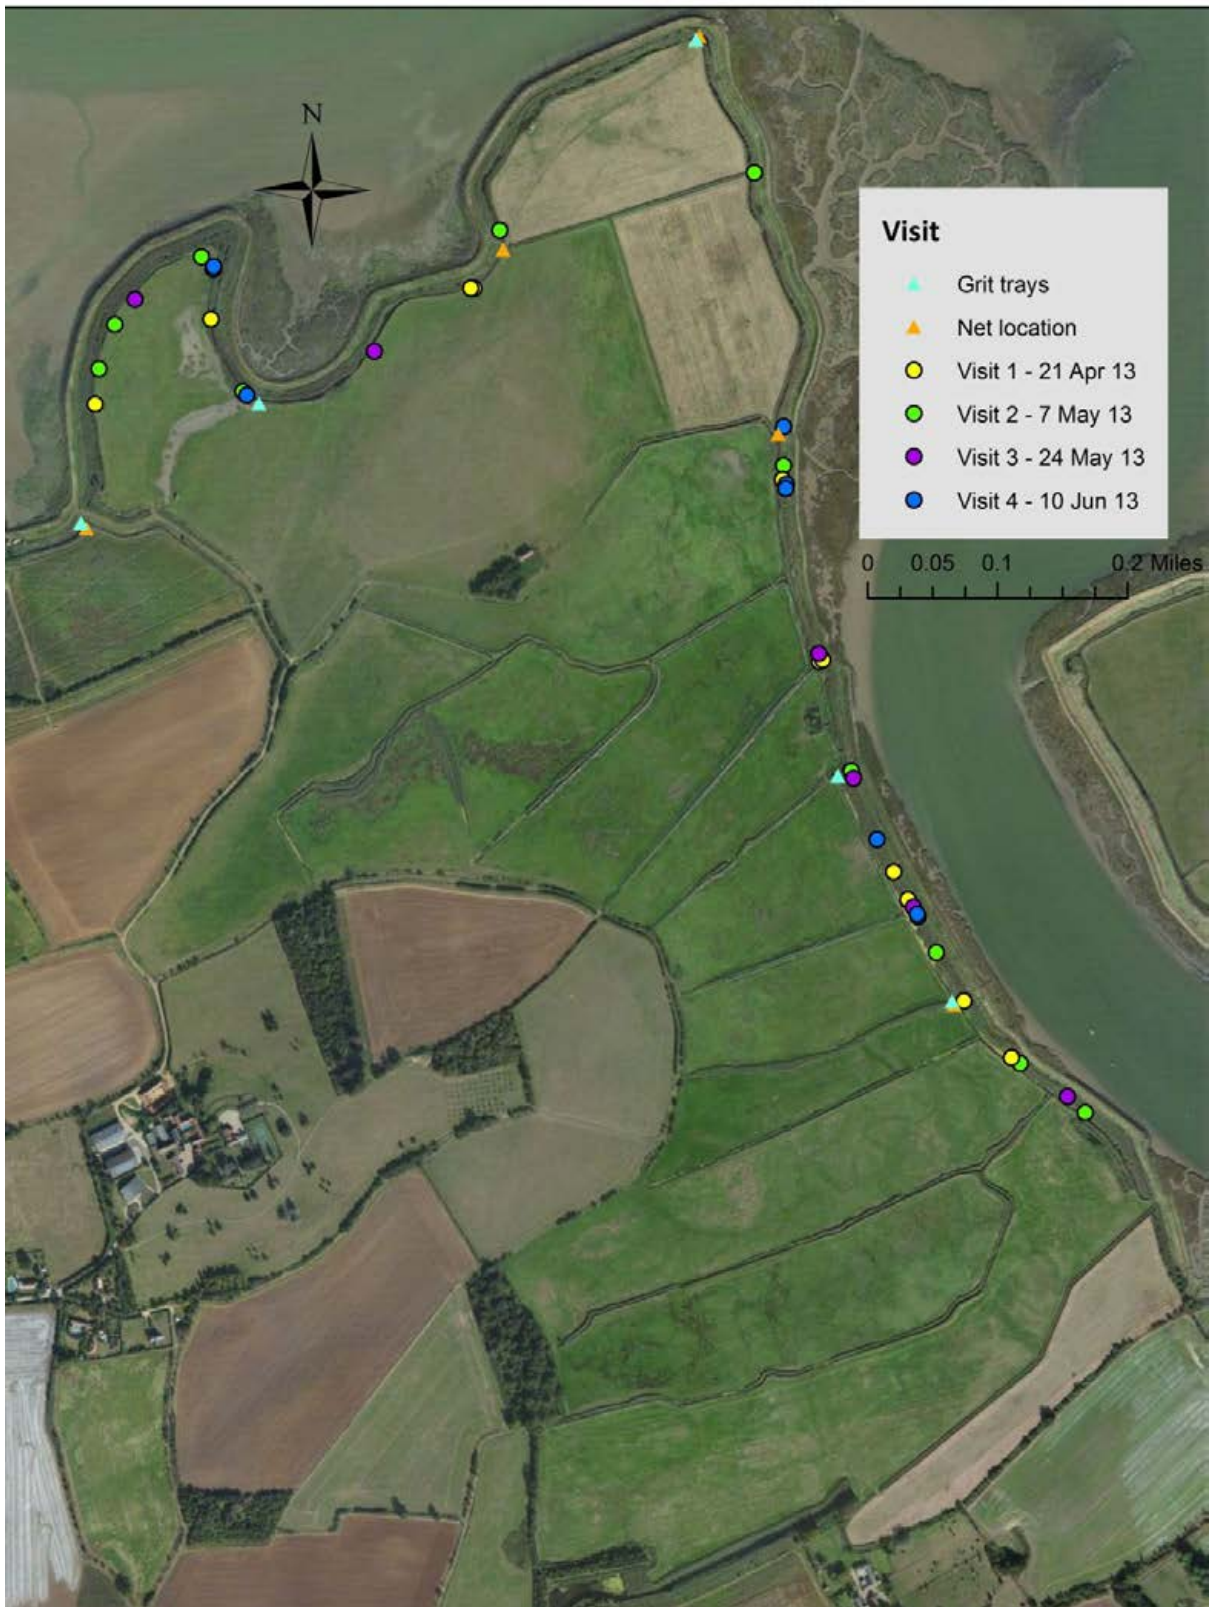 N
Visit
Grit trays
Net location
Visit 1 - 21 Apr 13
Visit 2 - 7 May 13
Visit 3 - 24 May 13
Visit 4 - 10 Jun 13
0 0.05 0.1 0.2 Miles